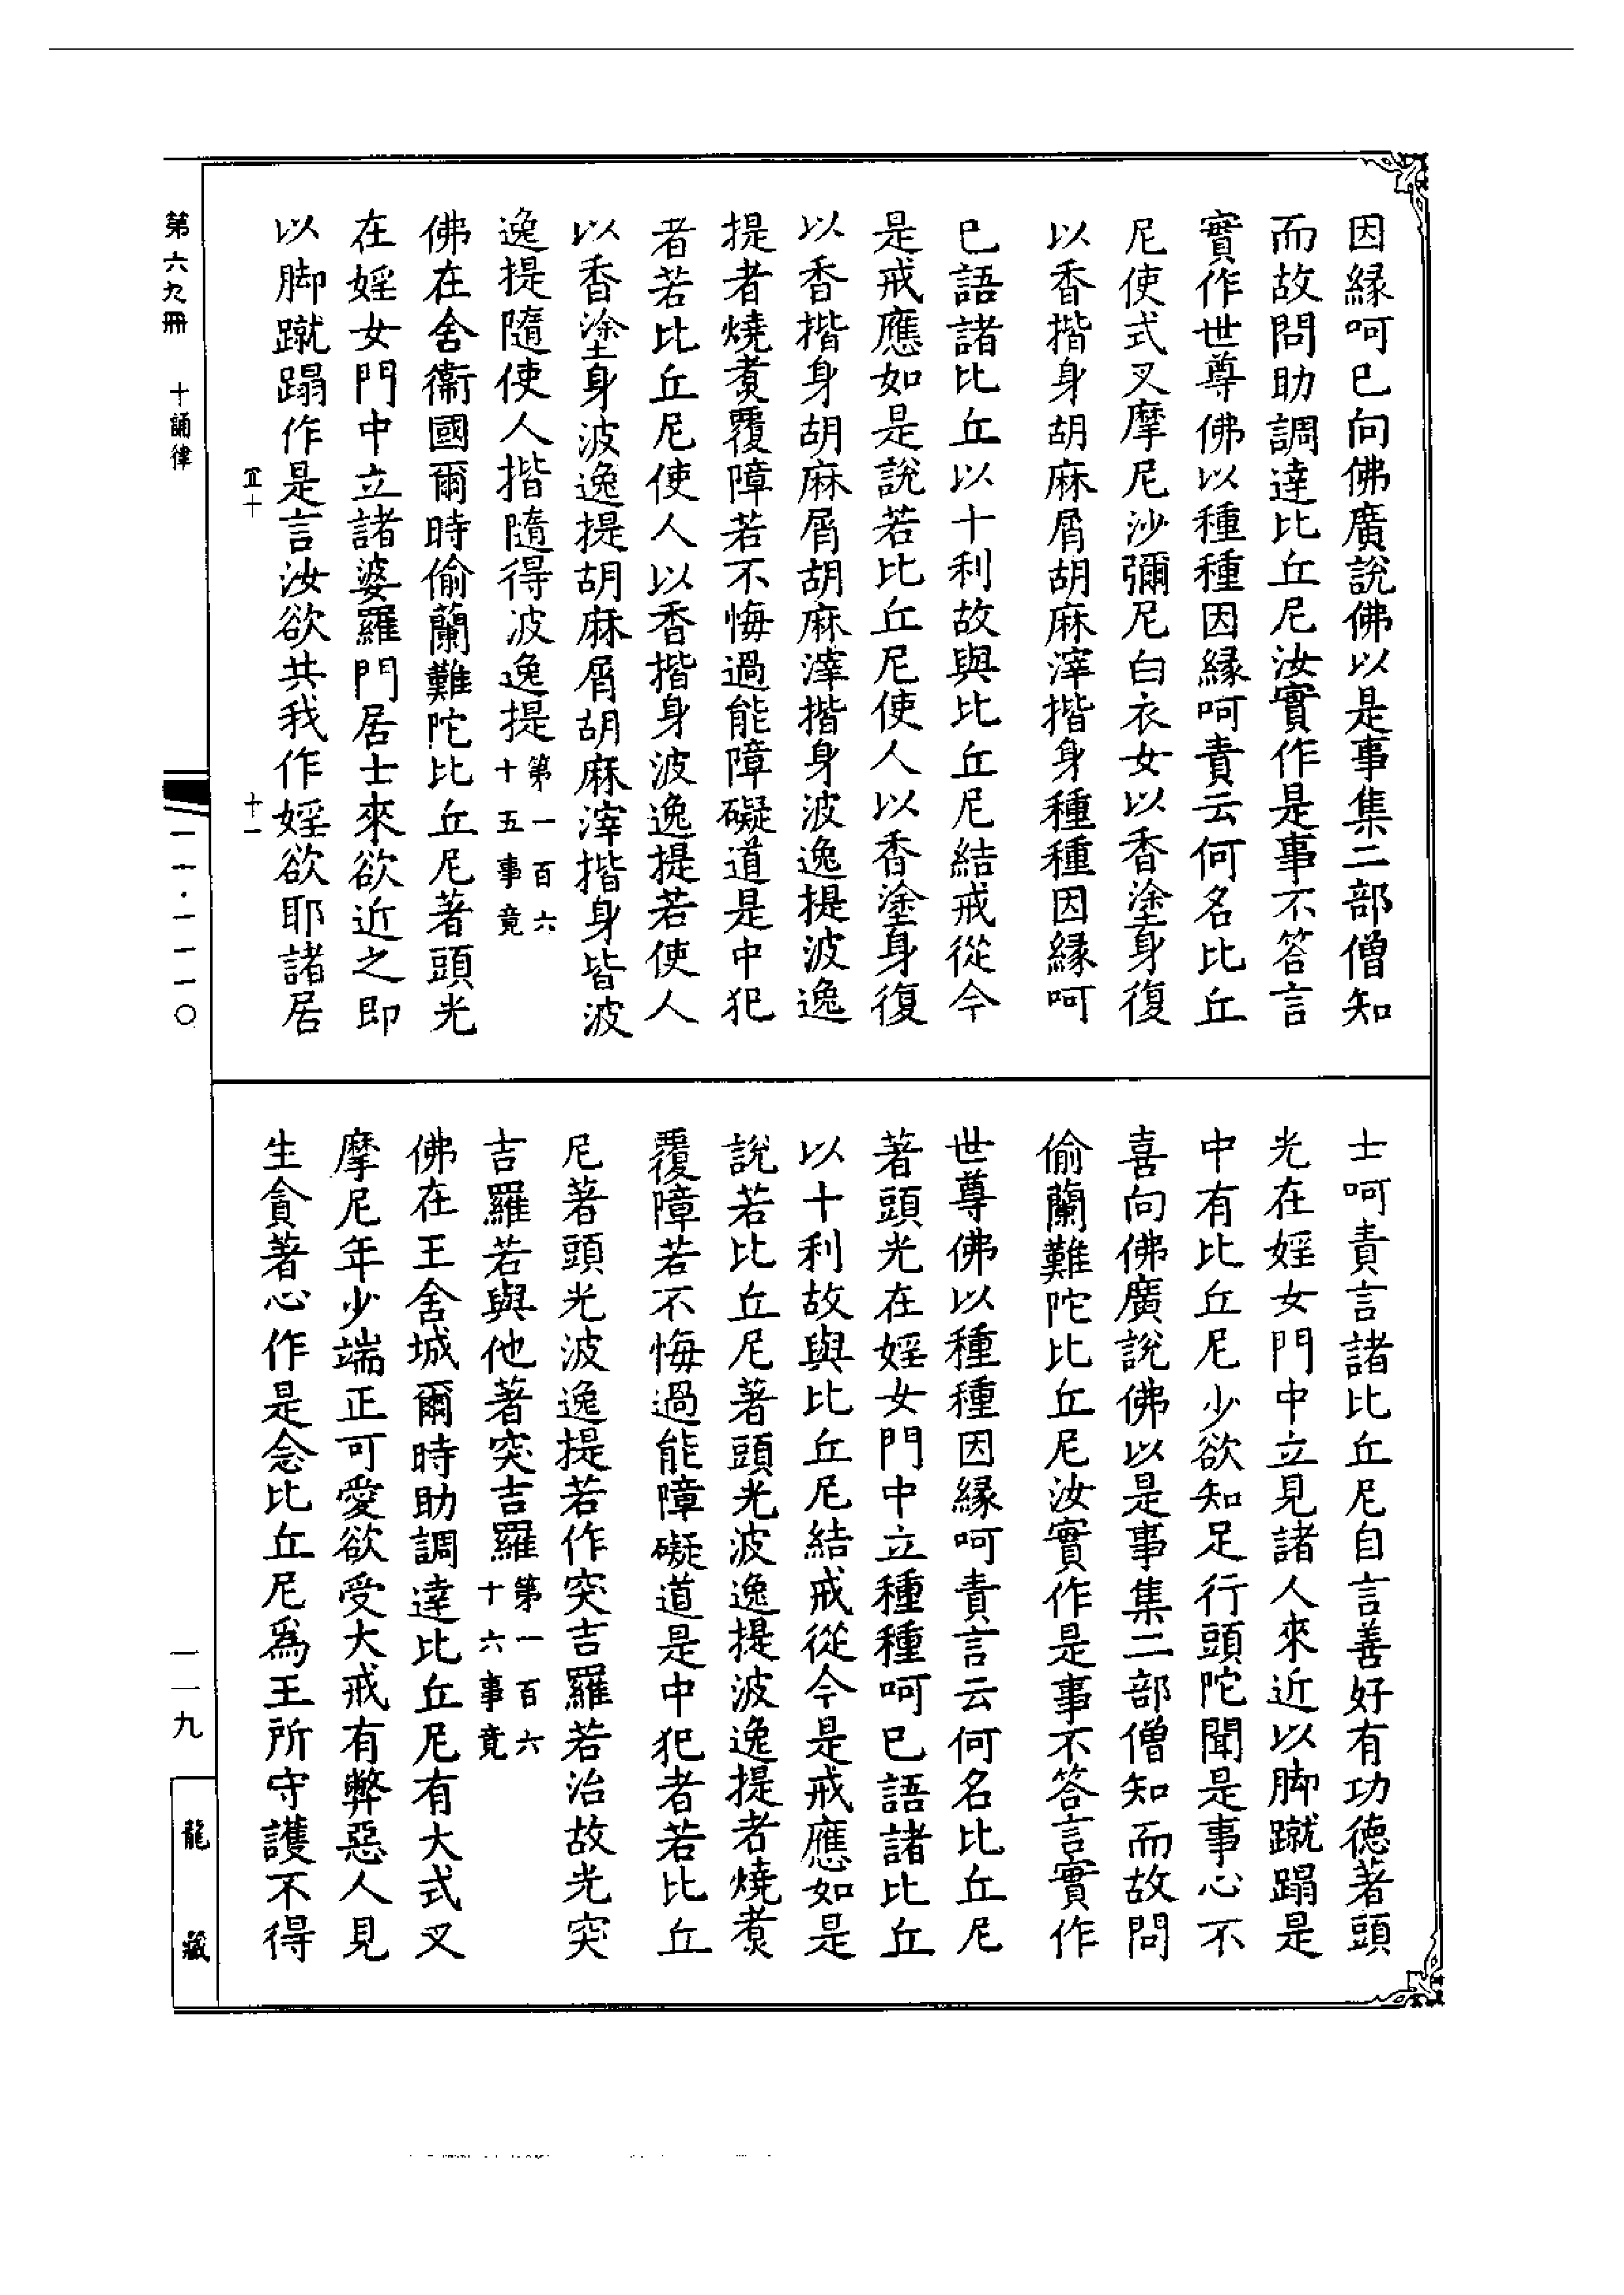 因緣呵已向佛廣說佛以是事集二部僧知
而故問助調達比丘尼汝實作是事不答言
實作世尊佛以種種因緣呵責云何名比丘
尼使式叉摩尼沙彌尼白衣女以香塗身復
以香揩身胡麻屑胡麻滓揩身種種因緣呵
已語諸比丘以十利故與比丘尼結戒從今
是戒應如是說若比丘尼使人以香塗身復
以香揩身胡麻屑胡麻滓揩身波逸提波逸
提者燒煑覆障若不悔過能障礙道是中犯
者若比丘尼使人以香揩身波逸提若使人
以香塗身波逸提胡麻屑胡麻滓揩身皆波
逸提隨使人揩隨得波逸提第一百六十五事竟
佛在舍衞國爾時偷蘭難陀比丘尼著頭光
在婬女門中立諸婆羅門居士來欲近之即
以脚蹴蹋作是言汝欲共我作婬欲耶諸居
十
十一
士呵責言諸比丘尼自言善好有功德著頭
光在婬女門中立見諸人來近以脚蹴蹋是
中有比丘尼少欲知足行頭陀聞是事心不
喜向佛廣說佛以是事集二部僧知而故問
偷蘭難陀比丘尼汝實作是事不答言實作
世尊佛以種種因緣呵責言云何名比丘尼
著頭光在婬女門中立種種呵已語諸比丘
以十利故與比丘尼結戒從今是戒應如是
說若比丘尼著頭光波逸提波逸提者燒煑
覆障若不悔過能障礙道是中犯者若比丘
尼著頭光波逸提若作突吉羅若治故光突
吉羅若與他著突吉羅第一百六十六事竟
佛在王舍城爾時助調達比丘尼有大式叉
摩尼年少端正可愛欲受大戒有弊惡人見
生貪著心作是念比丘尼為王所守護不得
第六九冊 十誦律
一一·一一一〇
一一九
龍藏